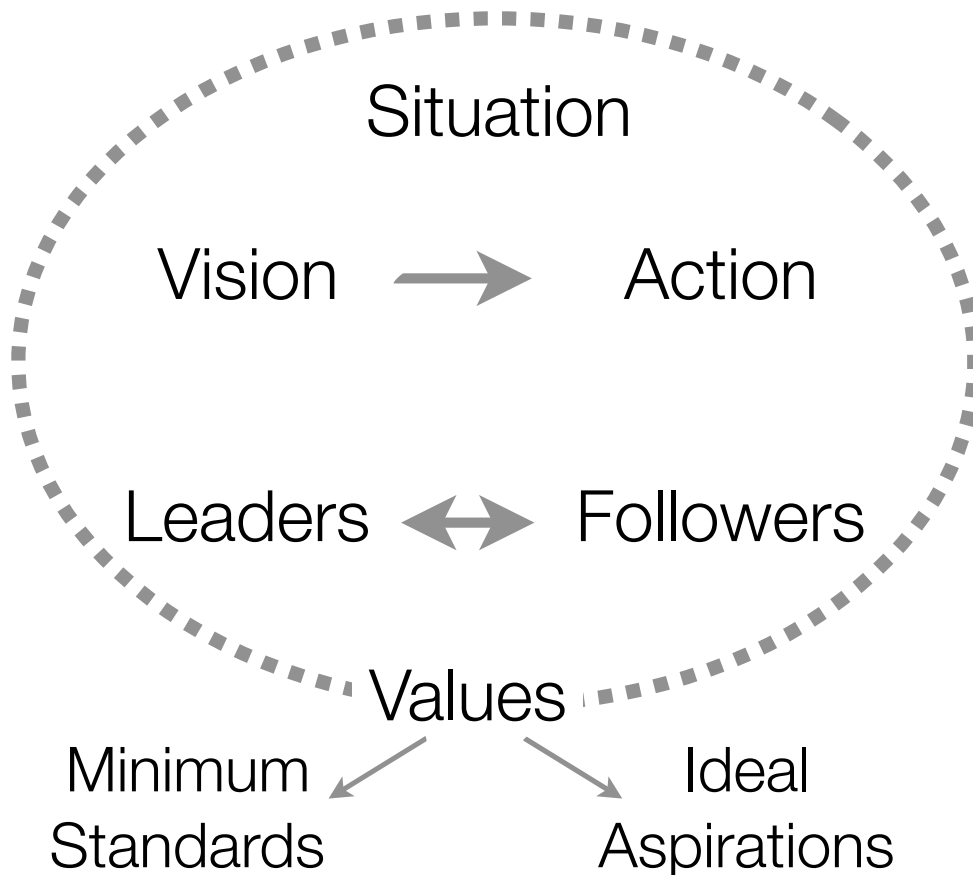 Situation
Vision
Action
Leaders
Followers
Values
Minimum
Standards
Ideal
Aspirations